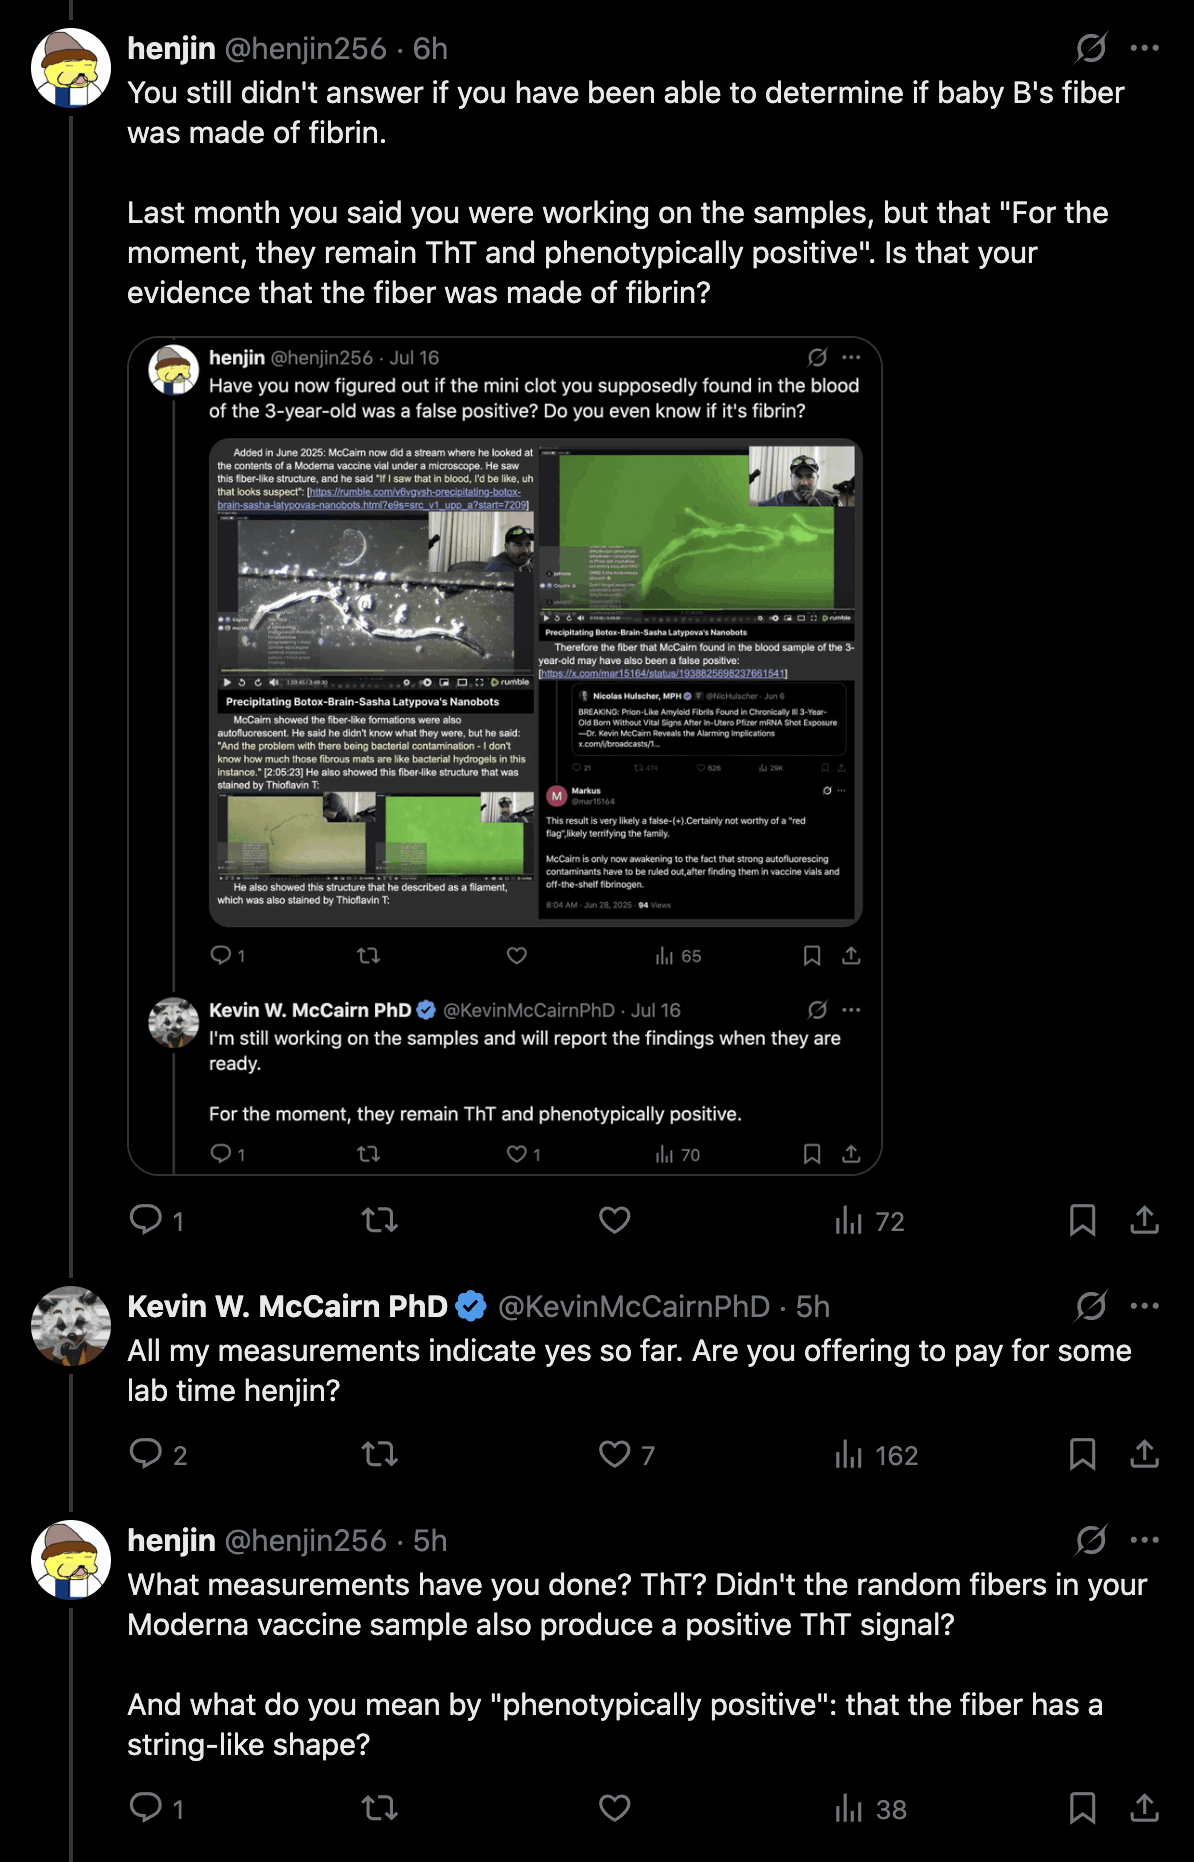 henjin @henjin256 · 6h
You still didn't answer if you have been able to determine if baby B's fiber
was made of fibrin.
Last month you said you were working on the samples, but that "For the
moment, they remain ThT and phenotypically positive". Is that your
evidence that the fiber was made of fibrin?
henjin @henjin256 · Jul 16
Have you now figured out if the mini clot you supposedly found in the blood
of the 3-year-old was a false positive? Do you even know if it's fibrin?
Added in June 2025: McCairn now did a stream where he looked at
the contents of a Moderna vaccine vial under a microscope. He saw
this fiber-like structure, and he said "If I saw that in blood, I'd be like, uh
that looks suspect": [https://rumble.com/v6vgvsh-precipitating-botox-
brain-sasha-latypovas-nanobots.html?e9s=src_v1_upp_a?start=7209]
rumble
Precipitating Botox-Brain-Sasha Latypova's Nanobots
McCairn showed the fiber-like formations were also
autofluorescent. He said he didn't know what they were, but he said:
"And the problem with there being bacterial contamination - I don't
know how much those fibrous mats are like bacterial hydrogels in this
instance." [2:05:23] He also showed this fiber-like structure that was
stained by Thioflavin T:
He also showed this structure that he described as a filament,
which was also stained by Thioflavin T:
rumble
Precipitating Botox-Brain-Sasha Latypova's Nanobots
Therefore the fiber that McCairn found in the blood sample of the 3-
year-old may have also been a false positive:
[https://x.com/mar15164/status/1938825698237661541]
Nicolas Hulscher, MPH @NicHulscher · Jun 6
BREAKING: Prion-Like Amyloid Fibrils Found in Chronically Ill 3-Year-
Old Born Without Vital Signs After In-Utero Pfizer mRNA Shot Exposure
—Dr. Kevin McCairn Reveals the Alarming Implications
x.com/i/broadcasts/1...
21 626 29K
M
Markus
@mar15164
This result is very likely a false-(+).Certainly not worthy of a "red
flag",likely terrifying the family.
McCairn is only now awakening to the fact that strong autofluorescing
contaminants have to be ruled out,after finding them in vaccine vials and
off-the-shelf fibrinogen.
8:04 AM · Jun 28, 2025 · 94 Views
1 65
Kevin W. McCairn PhD @KevinMcCairnPhD · Jul 16
I'm still working on the samples and will report the findings when they are
ready.
For the moment, they remain ThT and phenotypically positive.
1 1 70
1 72
Kevin W. McCairn PhD @KevinMcCairnPhD · 5h
All my measurements indicate yes so far. Are you offering to pay for some
lab time henjin?
2 7 162
henjin @henjin256 · 5h
What measurements have you done? ThT? Didn't the random fibers in your
Moderna vaccine sample also produce a positive ThT signal?
And what do you mean by "phenotypically positive": that the fiber has a
string-like shape?
1 38